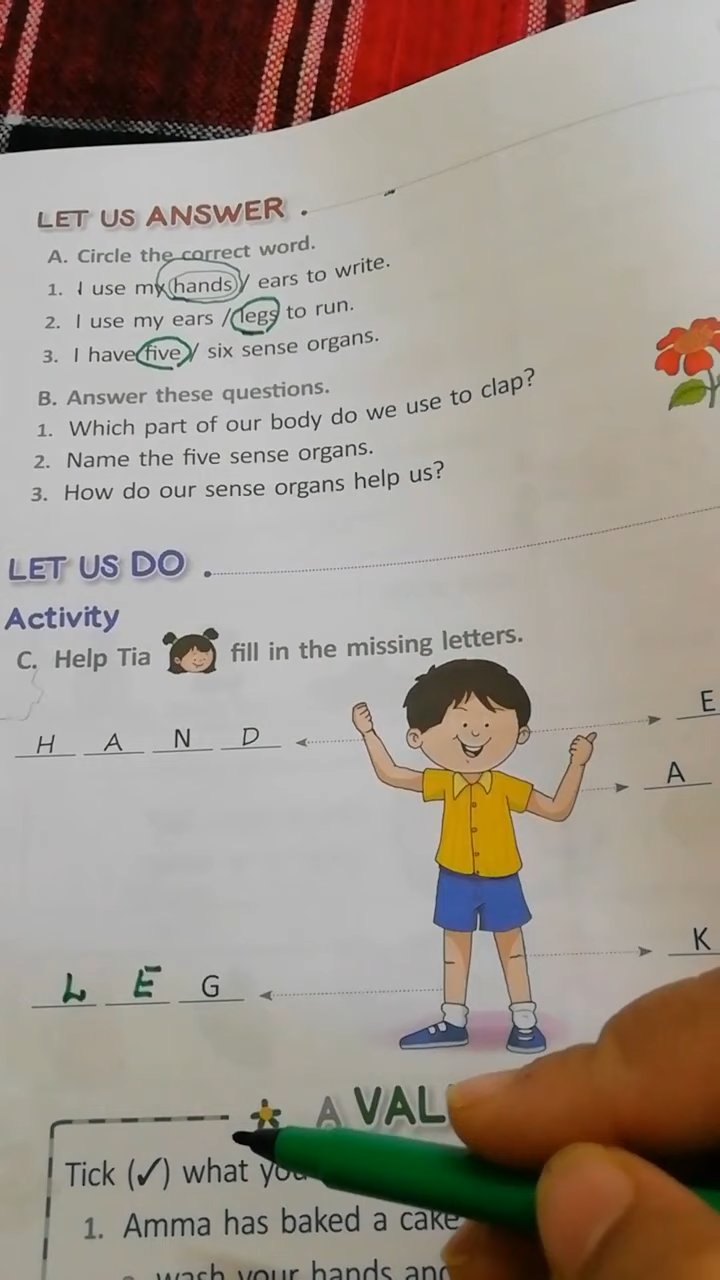 LET US ANSWER
A. Circle the correct word.
1. I use my hands / ears to write.
2. I use my ears / legs to run.
3. I have five / six sense organs.
B. Answer these questions.
1. Which part of our body do we use to clap?
2. Name the five sense organs.
3. How do our sense organs help us?
LET US DO
Activity
C. Help Tia fill in the missing letters.
E
H A N D
A
K
L E G
A VAL
Tick (✓) what you
1. Amma has baked a cake
wash your hands and